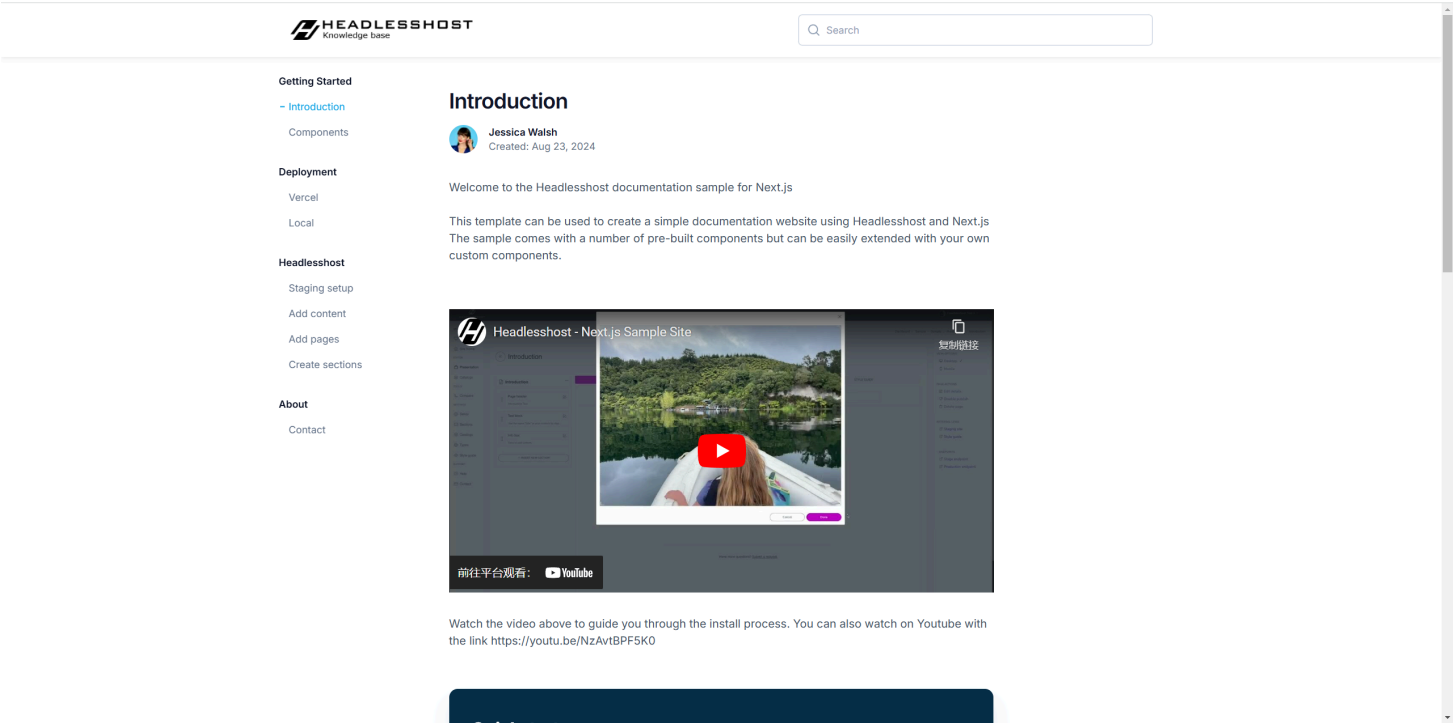 HEADLESSHOST
Knowledge base
Search
Getting Started
Introduction
Components
Deployment
Vercel
Local
Headlesshost
Staging setup
Add content
Add pages
Create sections
About
Contact
Introduction
Jessica Walsh
Created: Aug 23, 2024
Welcome to the Headlesshost documentation sample for Next.js
This template can be used to create a simple documentation website using Headlesshost and Next.js
The sample comes with a number of pre-built components but can be easily extended with your own
custom components.
Headlesshost - Next.js Sample Site
复制链接
Introduction
前往平台观看：
YouTube
Watch the video above to guide you through the install process. You can also watch on Youtube with
the link https://youtu.be/NzAvtBPF5K0